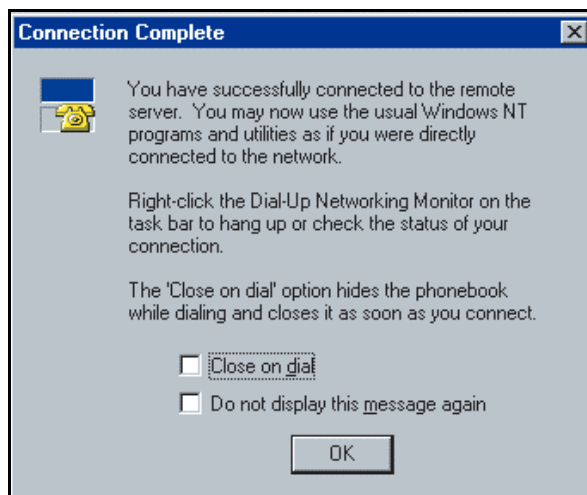 Connection Complete
You have successfully connected to the remote
server. You may now use the usual Windows NT
programs and utilities as if you were directly
connected to the network.
Right-click the Dial-Up Networking Monitor on the
task bar to hang up or check the status of your
connection.
The 'Close on dial' option hides the phonebook
while dialing and closes it as soon as you connect.
Close on dial
Do not display this message again
OK